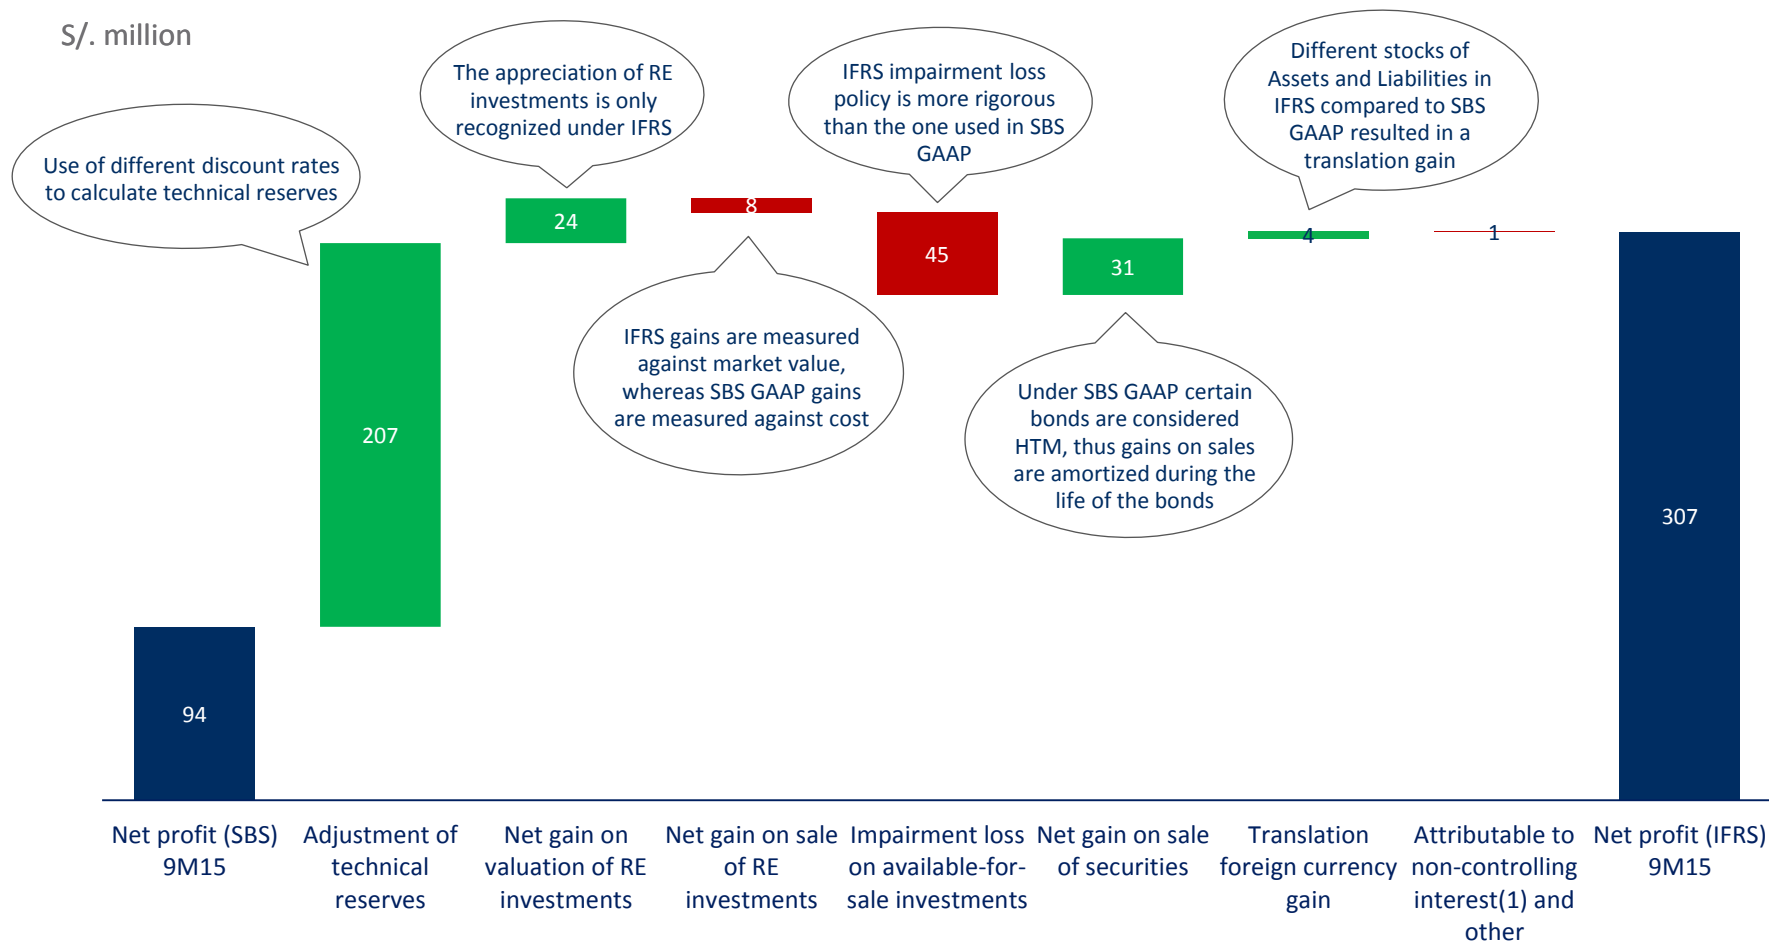 S/. million
Use of different discount rates
to calculate technical reserves
The appreciation of RE
investments is only
recognized under IFRS
IFRS impairment loss
policy is more rigorous
than the one used in SBS
GAAP
Different stocks of
Assets and Liabilities in
IFRS compared to SBS
GAAP resulted in a
translation gain
IFRS gains are measured
against market value,
whereas SBS GAAP gains
are measured against cost
Under SBS GAAP certain
bonds are considered
HTM, thus gains on sales
are amortized during the
life of the bonds
94
207
24
8
45
31
4
1
307
Net profit (SBS)
9M15
Adjustment of
technical
reserves
Net gain on
valuation of RE
investments
Net gain on sale
of RE
investments
Impairment loss
on available-for-
sale investments
Net gain on sale
of securities
Translation
foreign currency
gain
Attributable to
non-controlling
interest(1) and
other
Net profit (IFRS)
9M15